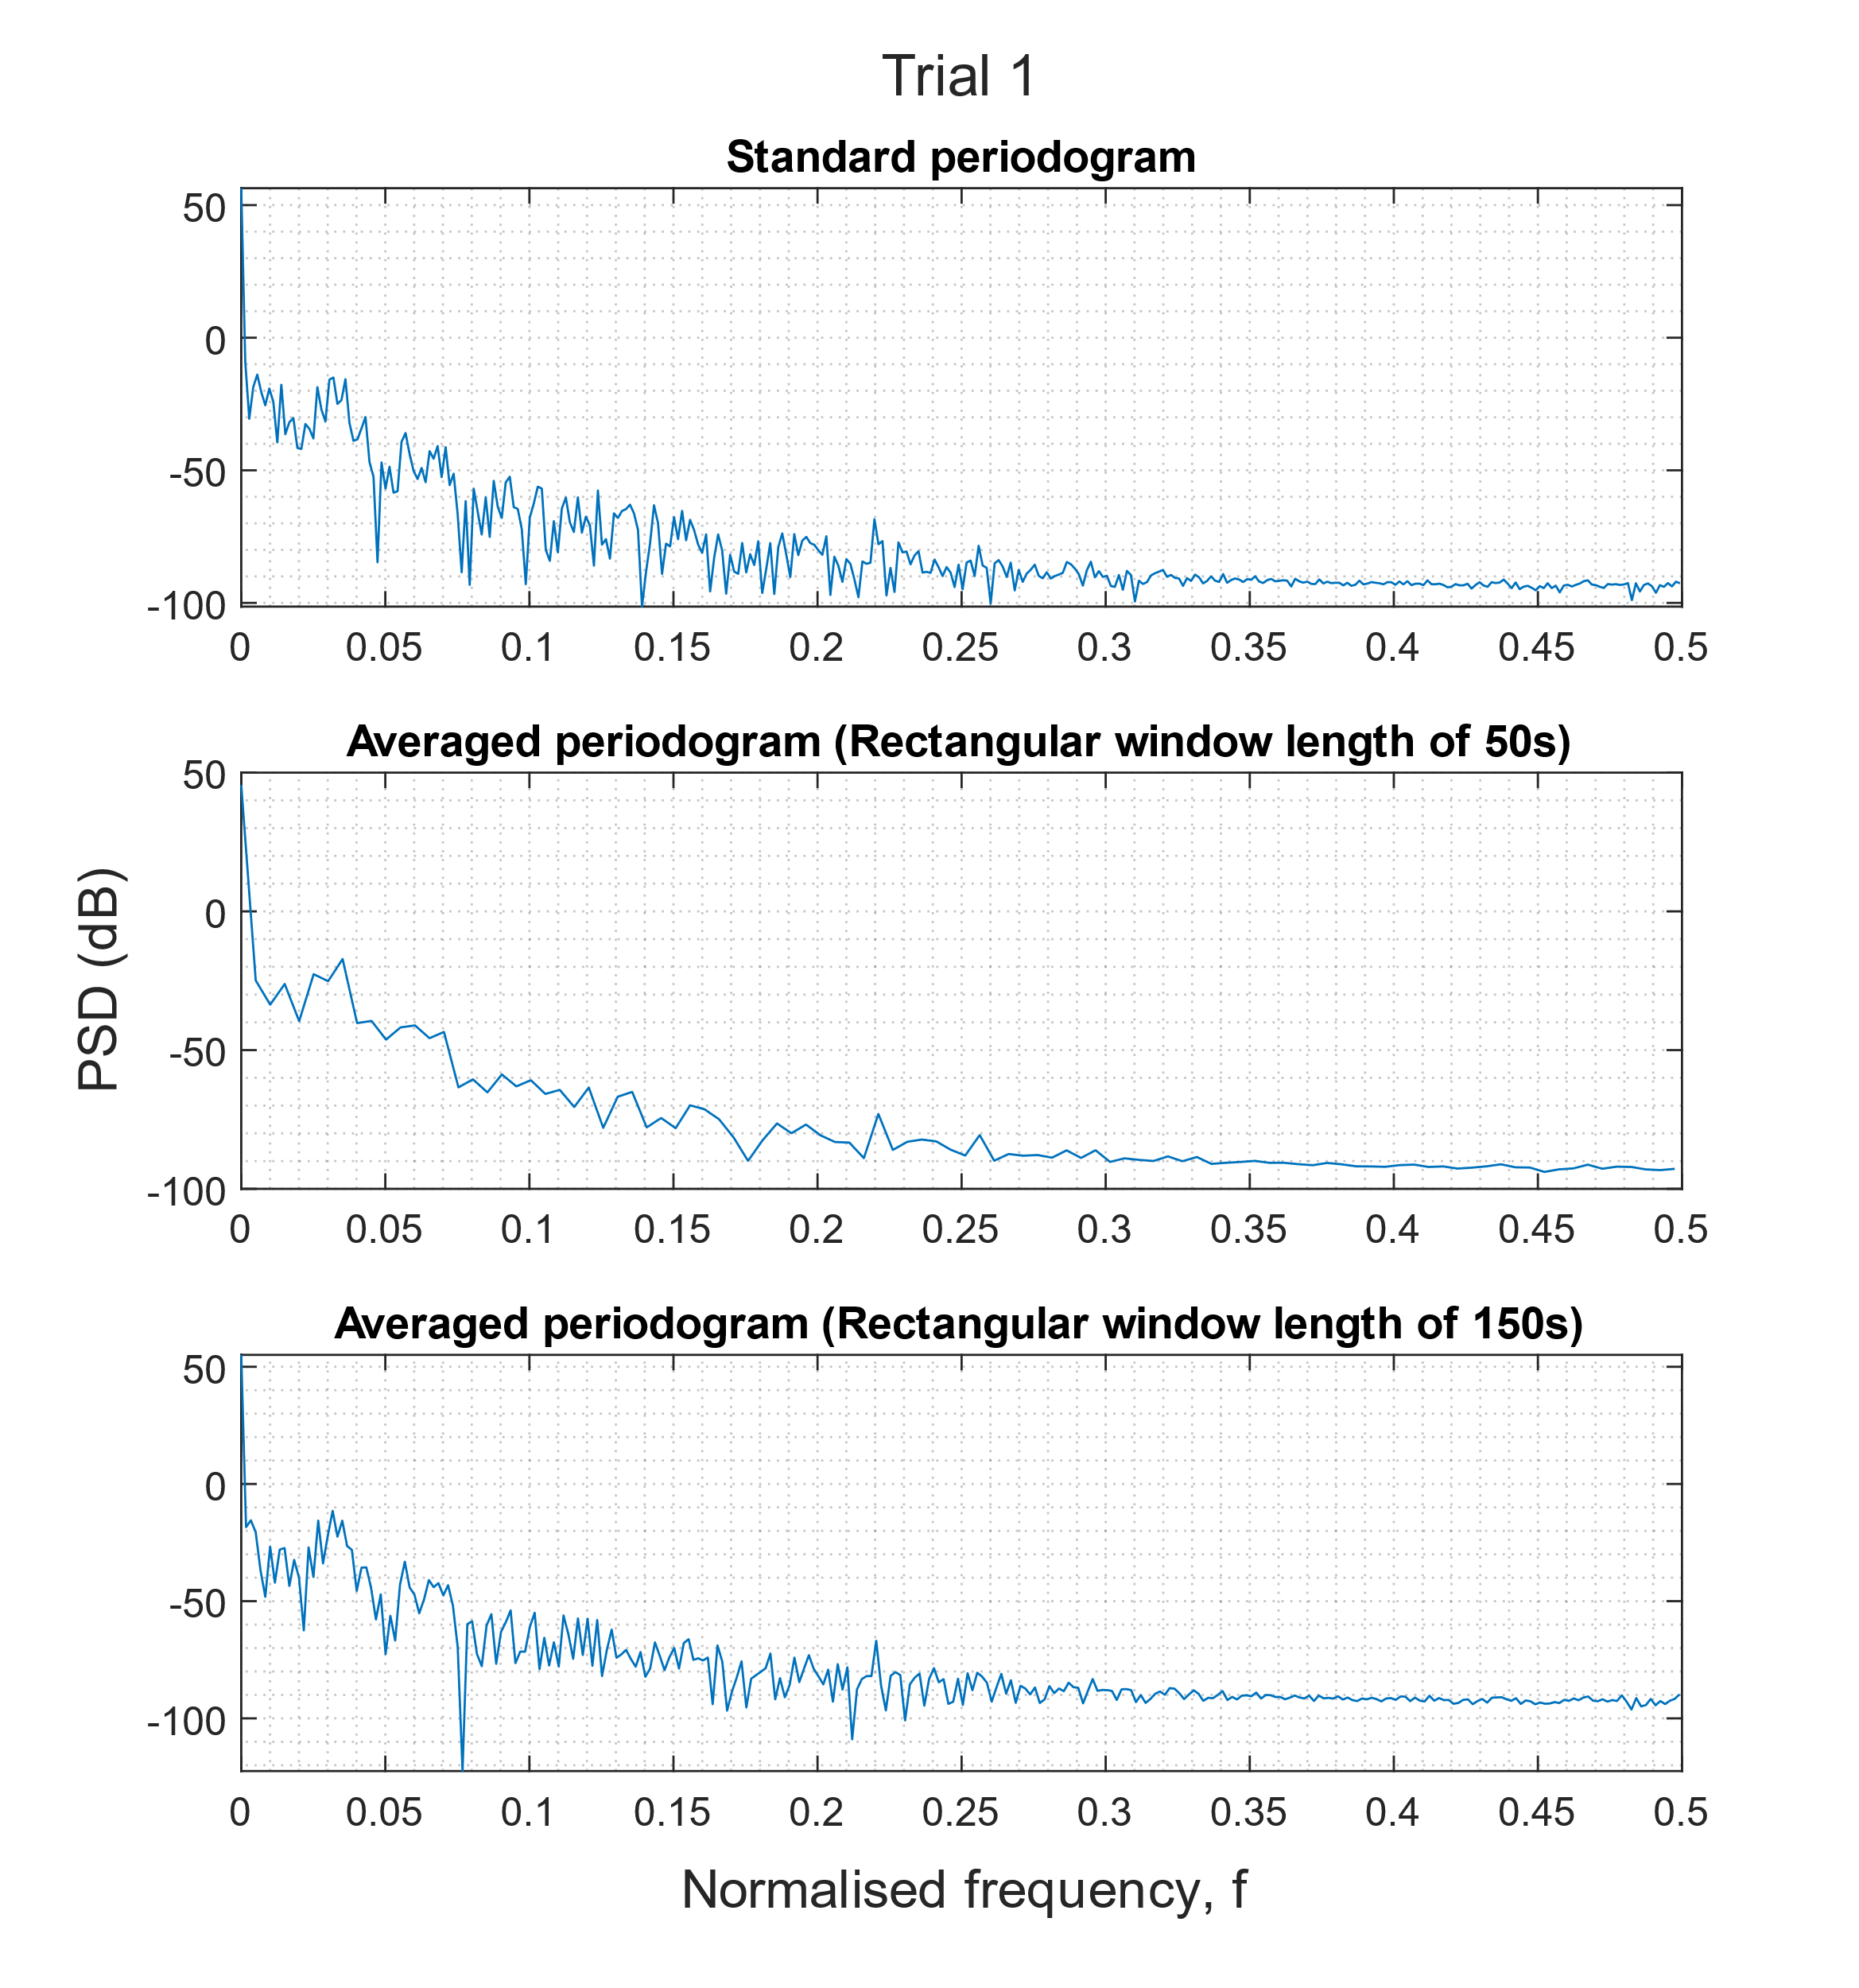 Trial 1
Standard periodogram
50
0
-50
-100
0 0.05 0.1 0.15 0.2 0.25 0.3 0.35 0.4 0.45 0.5
Averaged periodogram (Rectangular window length of 50s)
50
0
-50
-100
0 0.05 0.1 0.15 0.2 0.25 0.3 0.35 0.4 0.45 0.5
PSD (dB)
Averaged periodogram (Rectangular window length of 150s)
50
0
-50
-100
0 0.05 0.1 0.15 0.2 0.25 0.3 0.35 0.4 0.45 0.5
Normalised frequency, f